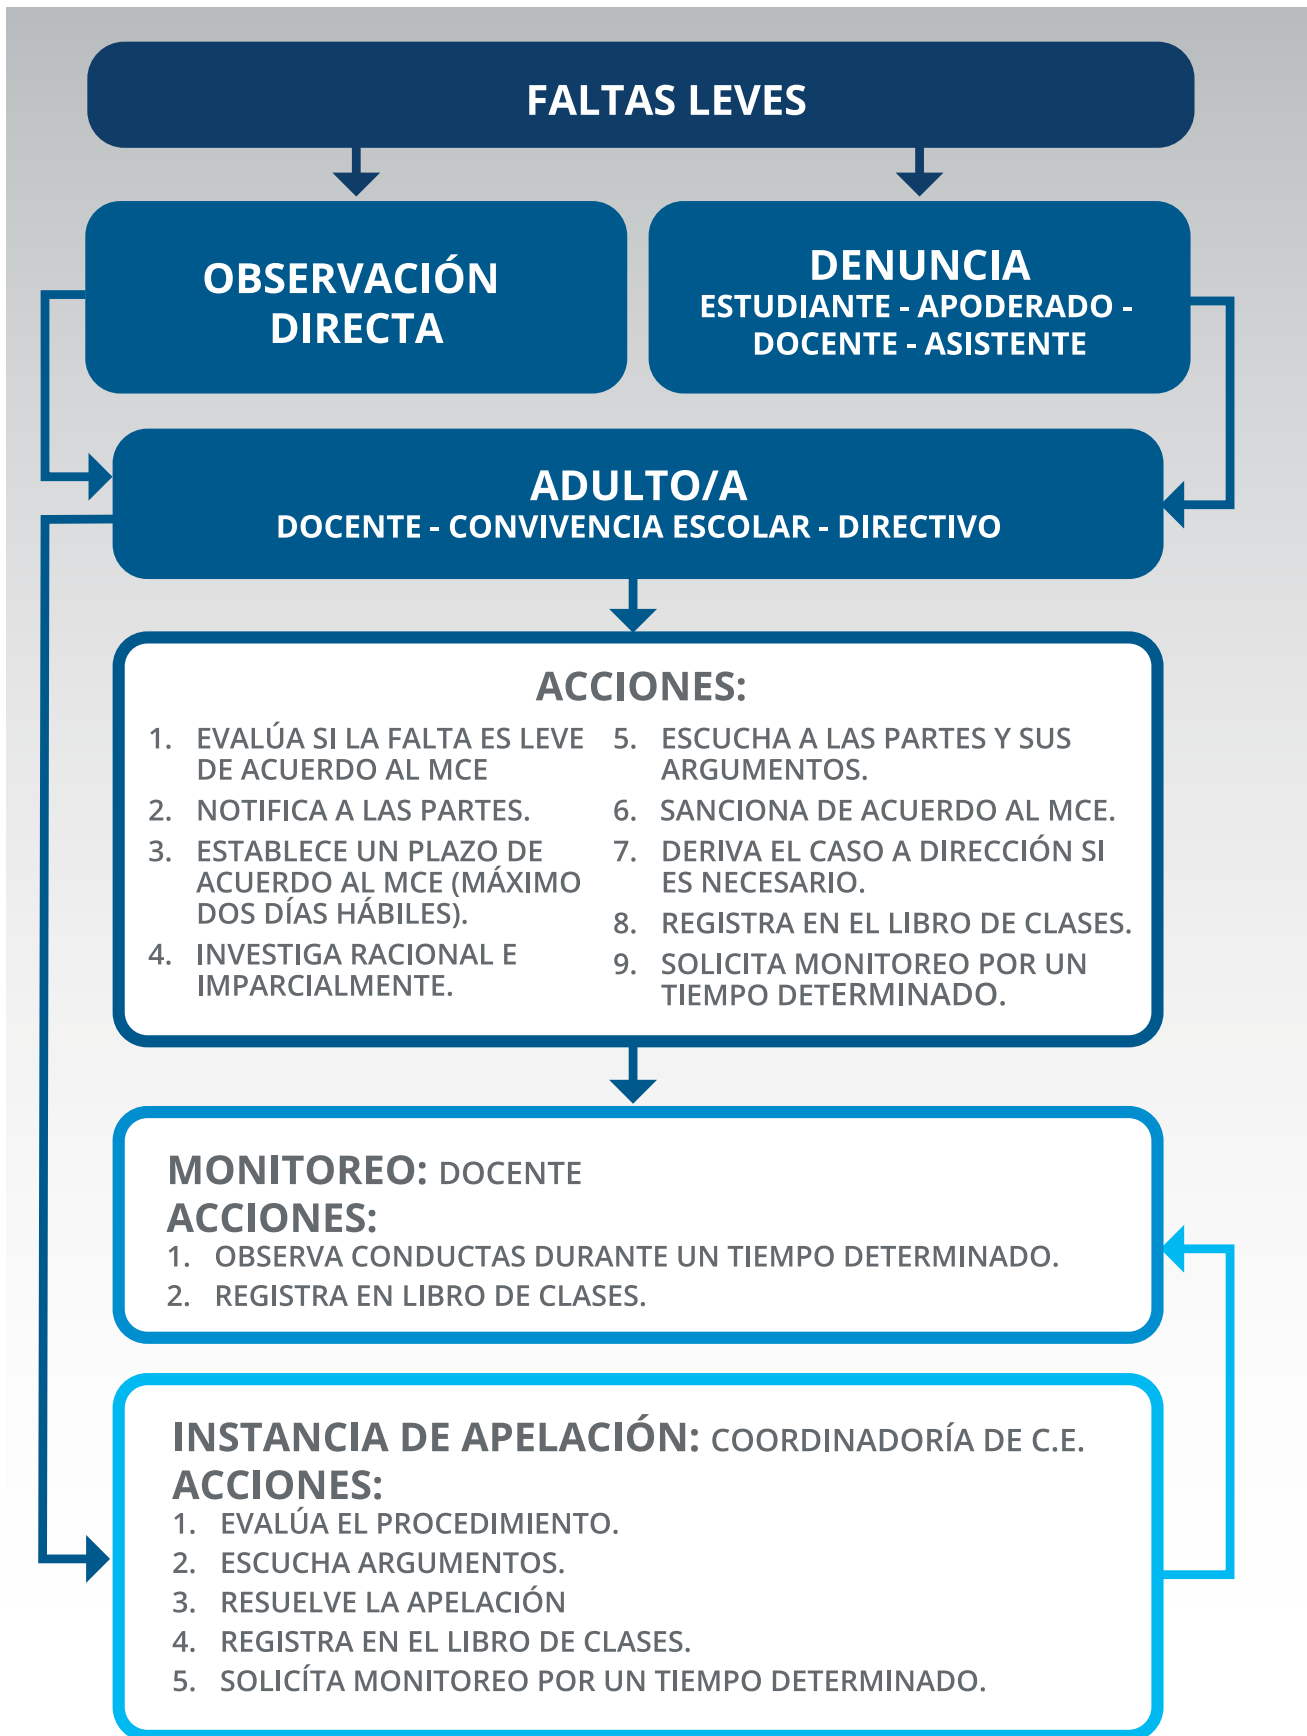 FALTAS LEVES
OBSERVACIÓN
DIRECTA
DENUNCIA
ESTUDIANTE - APODERADO -
DOCENTE - ASISTENTE
ADULTO/A
DOCENTE - CONVIVENCIA ESCOLAR - DIRECTIVO
ACCIONES:
1. EVALÚA SI LA FALTA ES LEVE
DE ACUERDO AL MCE
2. NOTIFICA A LAS PARTES.
3. ESTABLECE UN PLAZO DE
ACUERDO AL MCE (MÁXIMO
DOS DÍAS HÁBILES).
4. INVESTIGA RACIONAL E
IMPARCIALMENTE.
5. ESCUCHA A LAS PARTES Y SUS
ARGUMENTOS.
6. SANCIONA DE ACUERDO AL MCE.
7. DERIVA EL CASO A DIRECCIÓN SI
ES NECESARIO.
8. REGISTRA EN EL LIBRO DE CLASES.
9. SOLICITA MONITOREO POR UN
TIEMPO DETERMINADO.
MONITOREO: DOCENTE
ACCIONES:
1. OBSERVA CONDUCTAS DURANTE UN TIEMPO DETERMINADO.
2. REGISTRA EN LIBRO DE CLASES.
INSTANCIA DE APELACIÓN: COORDINADORÍA DE C.E.
ACCIONES:
1. EVALÚA EL PROCEDIMIENTO.
2. ESCUCHA ARGUMENTOS.
3. RESUELVE LA APELACIÓN
4. REGISTRA EN EL LIBRO DE CLASES.
5. SOLICÍTA MONITOREO POR UN TIEMPO DETERMINADO.